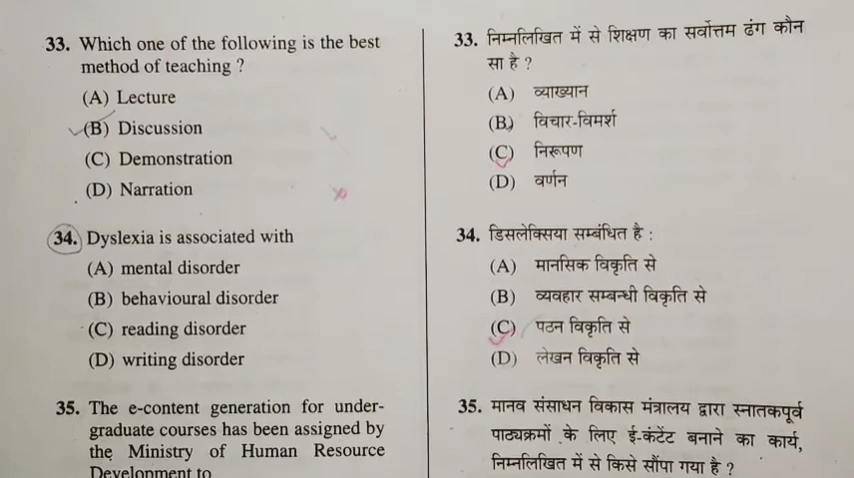 33. Which one of the following is the best
method of teaching ?
(A) Lecture
(B) Discussion
(C) Demonstration
(D) Narration
34. Dyslexia is associated with
(A) mental disorder
(B) behavioural disorder
(C) reading disorder
(D) writing disorder
35. The e-content generation for under-
graduate courses has been assigned by
the Ministry of Human Resource
Development to
33. निम्नलिखित में से शिक्षण का सर्वोत्तम ढंग कौन
सा है ?
(A) व्याख्यान
(B) विचार-विमर्श
(C) निरूपण
(D) वर्णन
34. डिसलेक्सिया सम्बंधित है :
(A) मानसिक विकृति से
(B) व्यवहार सम्बन्धी विकृति से
(C) पठन विकृति से
(D) लेखन विकृति से
35. मानव संसाधन विकास मंत्रालय द्वारा स्नातकपूर्व
पाठ्यक्रमों के लिए ई-कंटेंट बनाने का कार्य,
निम्नलिखित में से किसे सौंपा गया है ?